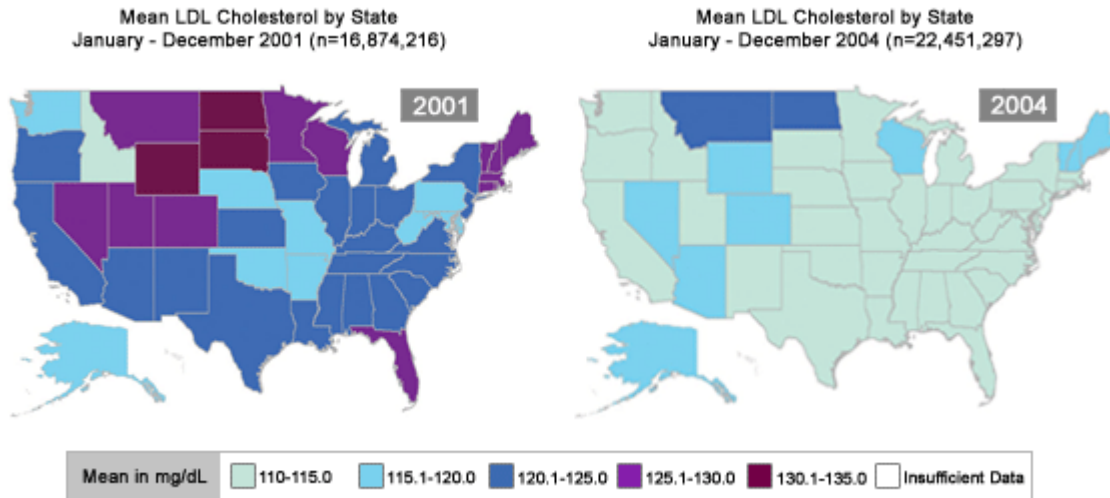 Mean LDL Cholesterol by State
January - December 2001 (n=16,874,216)
Mean LDL Cholesterol by State
January - December 2004 (n=22,451,297)
2001
2004
Mean in mg/dL
110-115.0
115.1-120.0
120.1-125.0
125.1-130.0
130.1-135.0
Insufficient Data